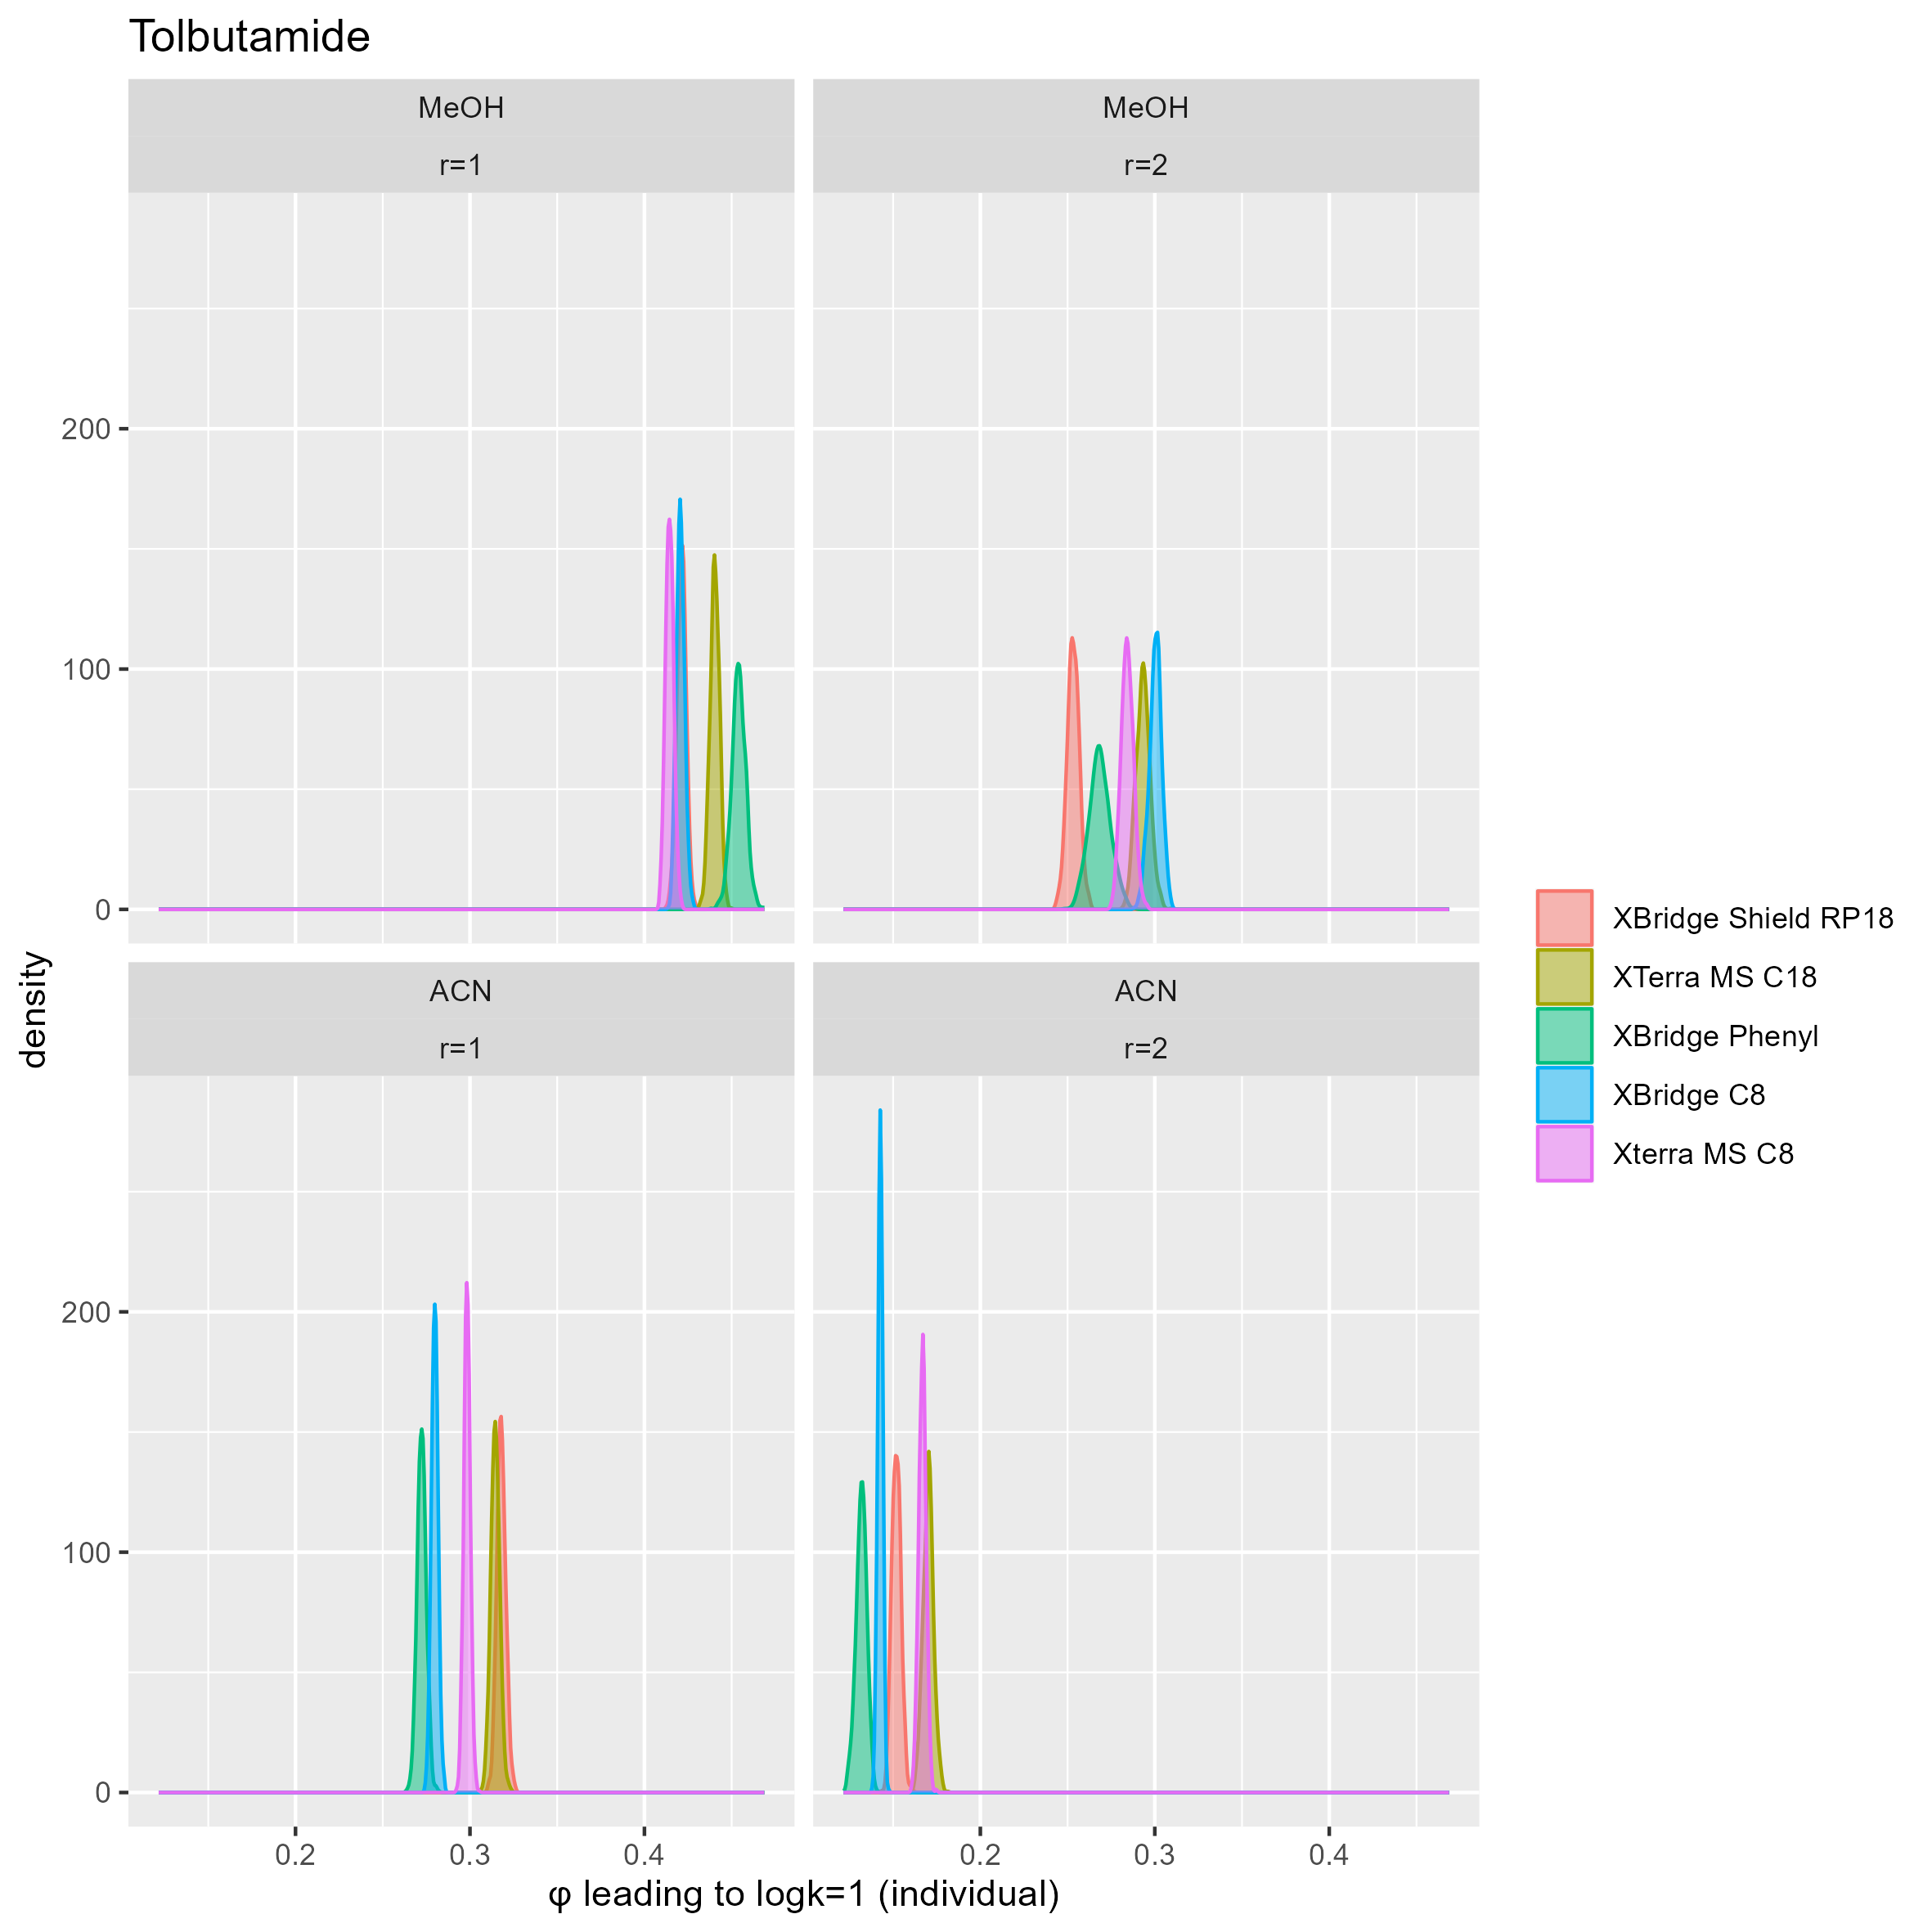 Tolbutamide
MeOH
r=1
MeOH
r=2
200
100
0
ACN
r=1
ACN
r=2
200
100
0
density
0.2
0.3
0.4
0.2
0.3
0.4
φ leading to logk=1 (individual)
XBridge Shield RP18
XTerra MS C18
XBridge Phenyl
XBridge C8
Xterra MS C8